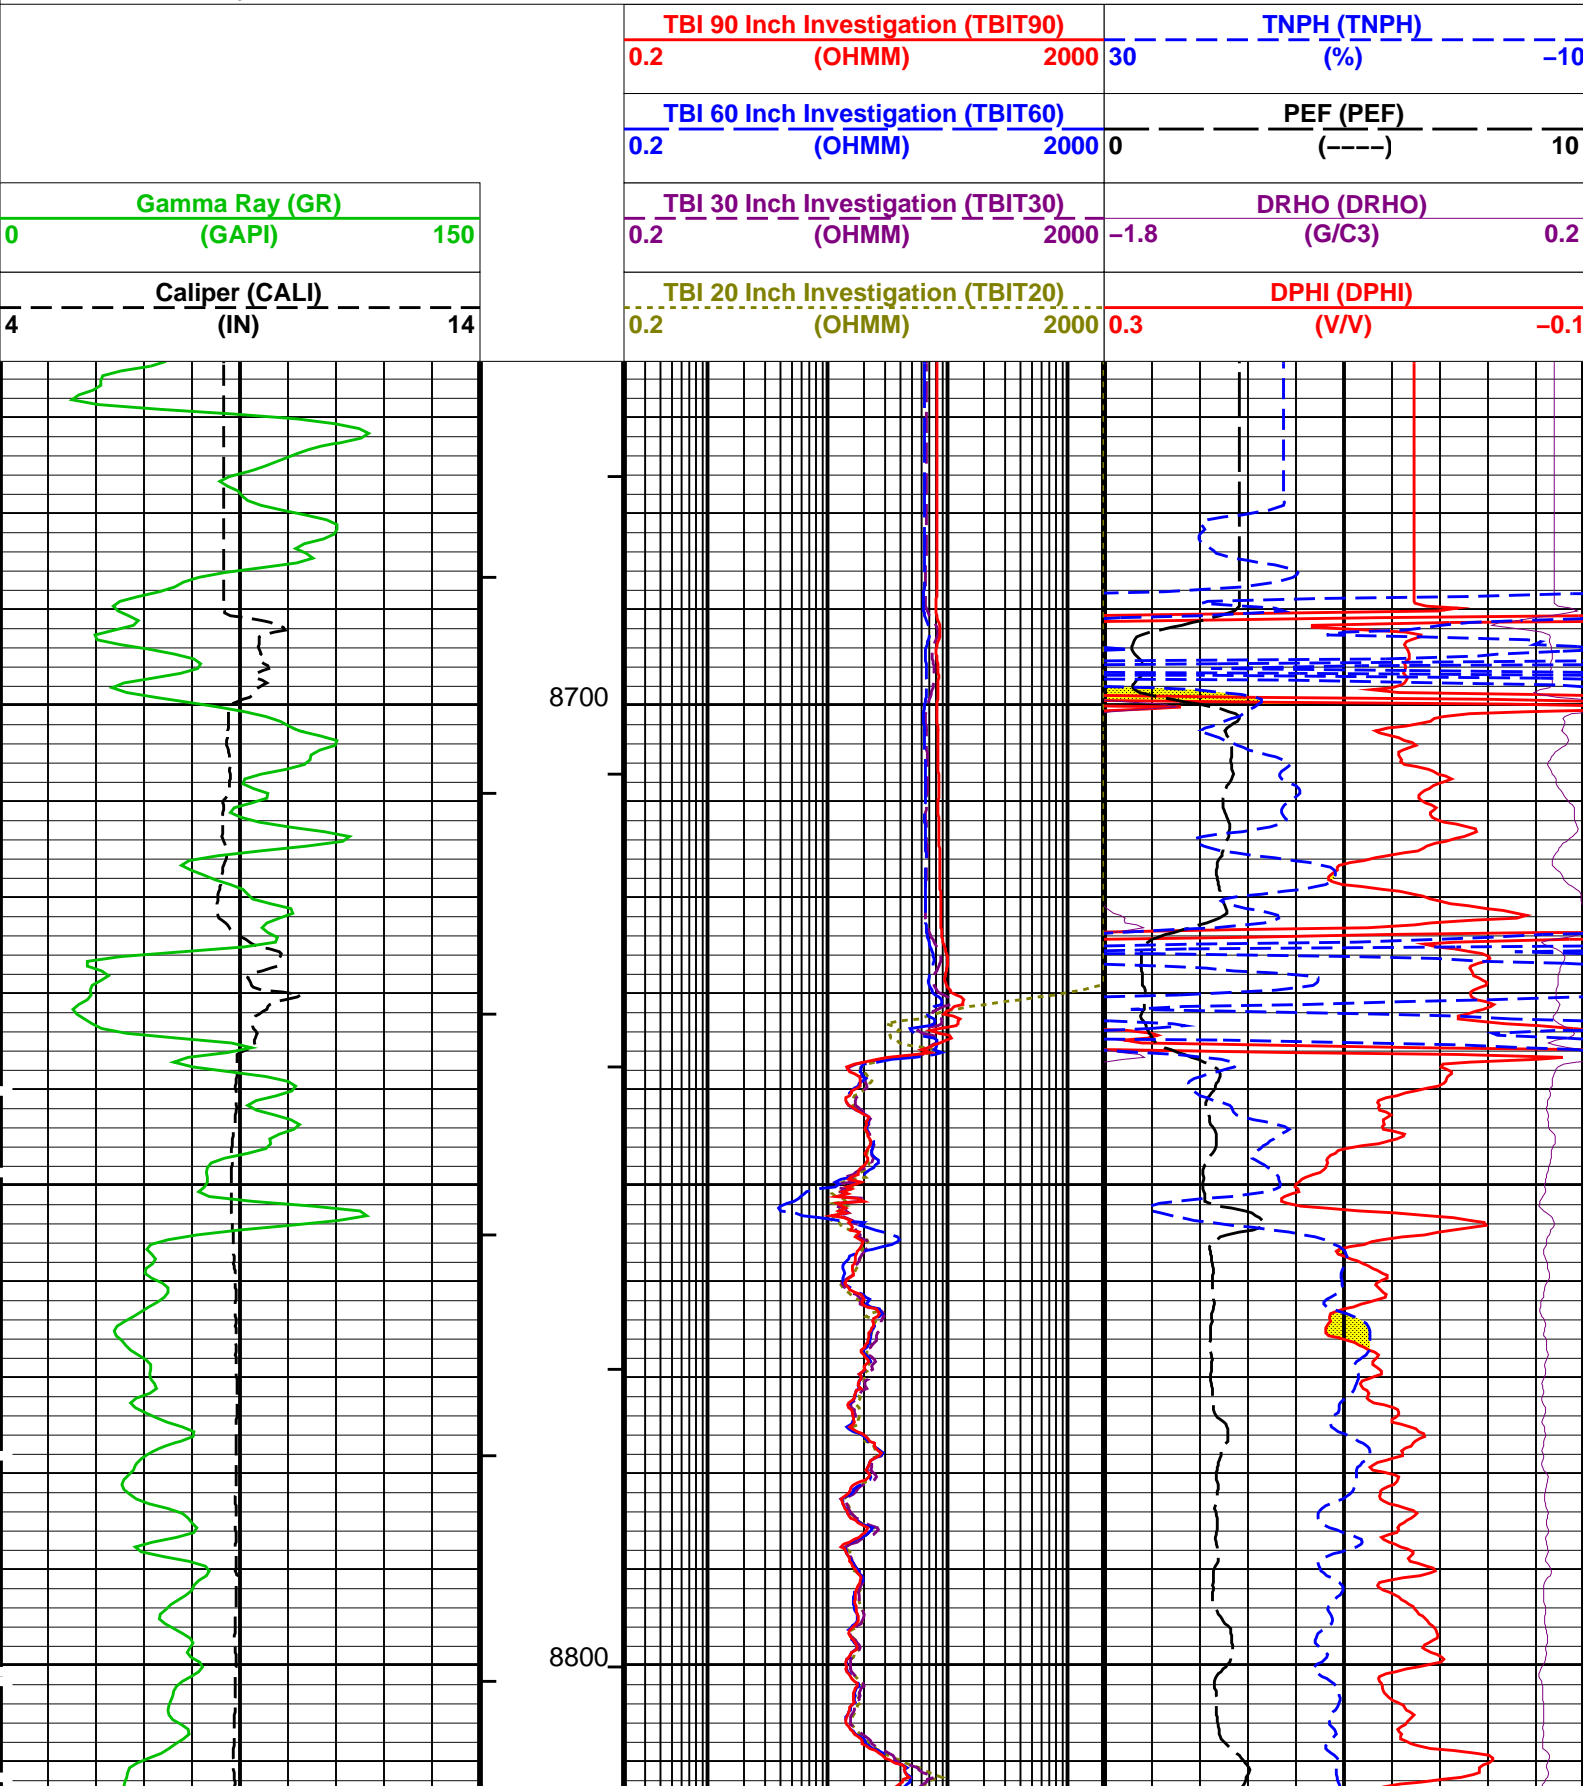 TBI 90 Inch Investigation (TBIT90)
0.2 (OHMM) 2000
TNPH (TNPH)
30 (%) −10
TBI 60 Inch Investigation (TBIT60)
0.2 (OHMM) 2000
PEF (PEF)
0 (−−−−) 10
Gamma Ray (GR)
0 (GAPI) 150
TBI 30 Inch Investigation (TBIT30)
0.2 (OHMM) 2000
DRHO (DRHO)
−1.8 (G/C3) 0.2
Caliper (CALI)
4 (IN) 14
TBI 20 Inch Investigation (TBIT20)
0.2 (OHMM) 2000
DPHI (DPHI)
0.3 (V/V) −0.1
8700
8800